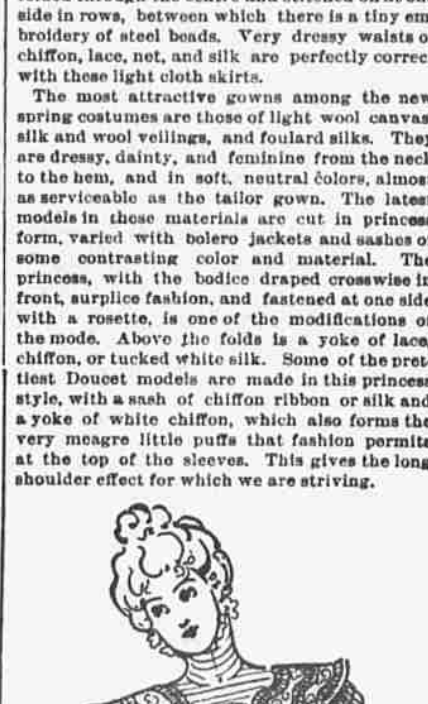 side in rows, between which there is a tiny em
broidery of steel beads. Very dressy waists o
chiffon, lace, net, and silk are perfectly correc
with these light cloth skirts.
The most attractive gowns among the new
spring costumes are those of light wool canvas
silk and wool veilings, and foulard silks. They
are dressy, dainty, and feminine from the neck
to the hem, and in soft, neutral colors, almos
as serviceable as the tailor gown. The lates
models in these materials are cut in princess
form, varied with bolero jackets and sashes o
some contrasting color and material. The
princess, with the bodice draped crosswise in
front, surplice fashion, and fastened at one side
with a rosette, is one of the modifications o
the mode. Above the folds is a yoke of lace
chiffon, or tucked white silk. Some of the pret
tiest Doucet models are made in this princess
style, with a sash of chiffon ribbon or silk and
a yoke of white chiffon, which also forms the
very meagre little puffs that fashion permits
at the top of the sleeves. This gives the long
shoulder effect for which we are striving.